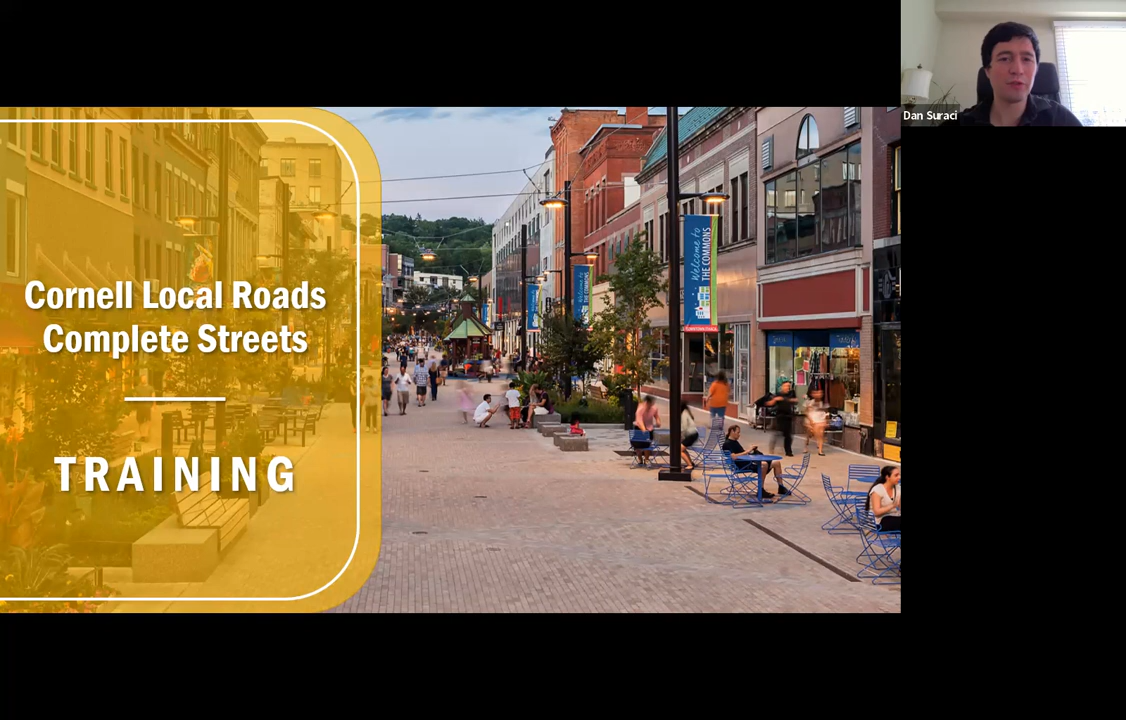 Cornell Local Roads
Complete Streets
TRAINING
Welcome to
THE COMMONS
Dan Suraci